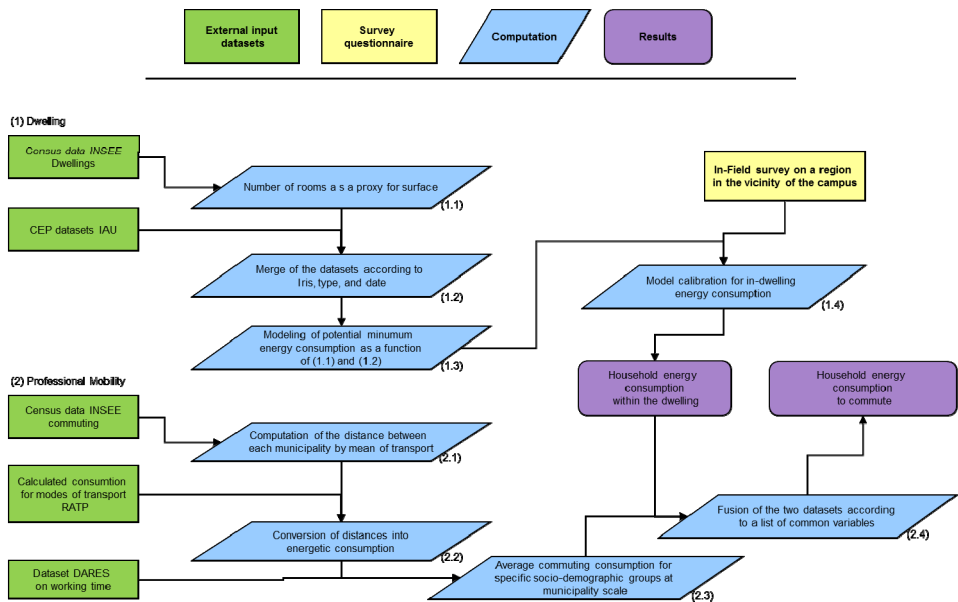 External input
datasets
Survey
questionnaire
Computation
Results
(1) Dwelling
Census data INSEE
Dwellings
Number of rooms a s a proxy for surface
(1.1)
In-Field survey on a region
in the vicinity of the campus
CEP datasets IAU
Merge of the datasets according to
Iris, type, and date
(1.2)
Model calibration for in-dwelling
energy consumption
(1.4)
Modeling of potential minumum
energy consumption as a function
of (1.1) and (1.2)
(1.3)
Household energy
consumption
within the dwelling
Household energy
consumption
to commute
(2) Professional Mobility
Census data INSEE
commuting
Computation of the distance between
each municipality by mean of transport
(2.1)
Calculated consumtion
for modes of transport
RATP
Fusion of the two datasets according
to a list of common variables
(2.4)
Conversion of distances into
energetic consumption
(2.2)
Dataset DARES
on working time
Average commuting consumption for
specific socio-demographic groups at
municipality scale
(2.3)